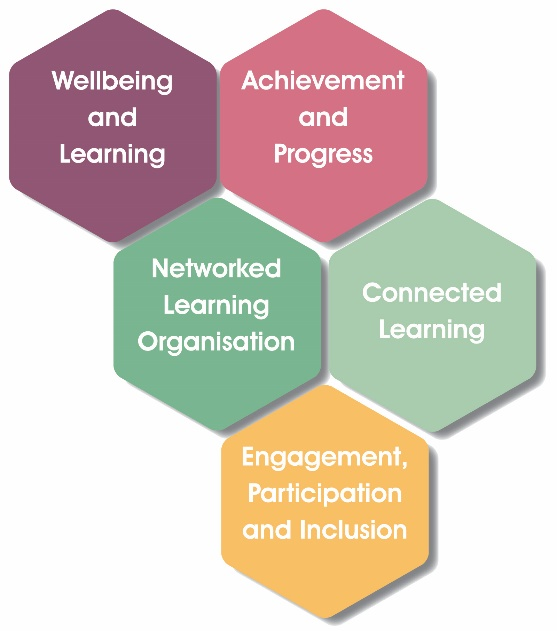 Wellbeing
and
Learning
Achievement
and
Progress
Networked
Learning
Organisation
Connected
Learning
Engagement,
Participation
and Inclusion